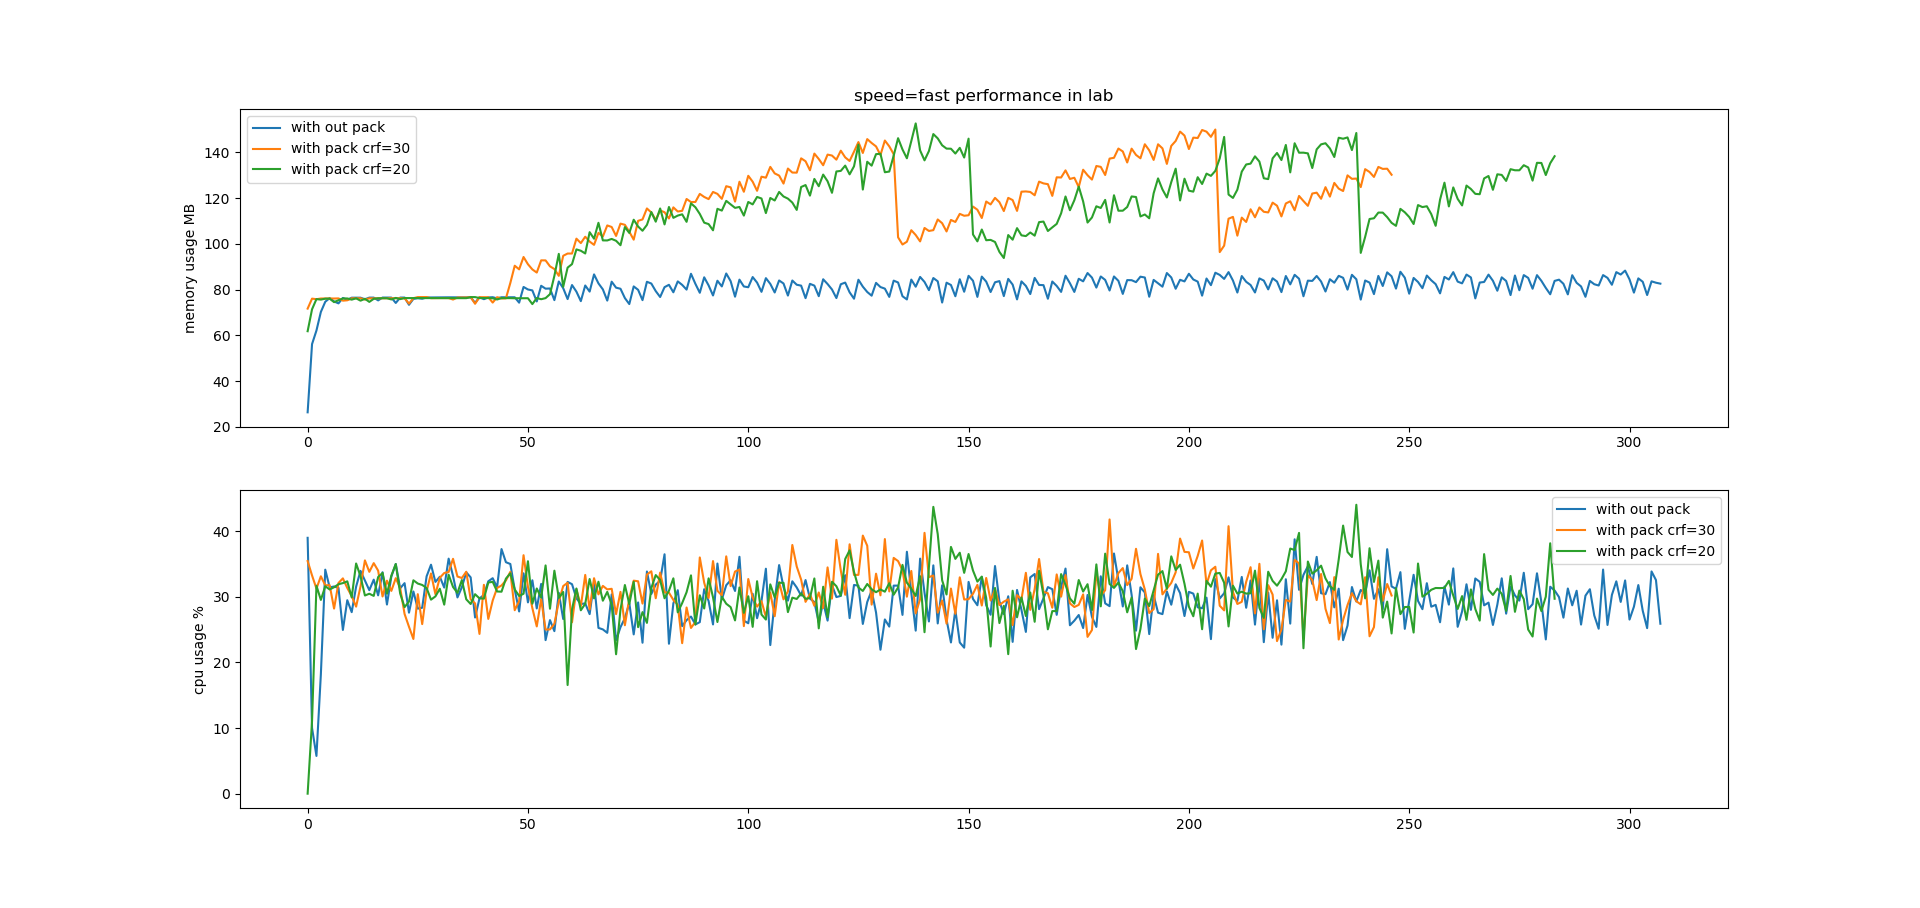 speed=fast performance in lab
with out pack
with pack crf=30
with pack crf=20
memory usage MB
140
120
100
80
60
40
20
0
50
100
150
200
250
300
with out pack
with pack crf=30
with pack crf=20
cpu usage %
40
30
20
10
0
0
50
100
150
200
250
300